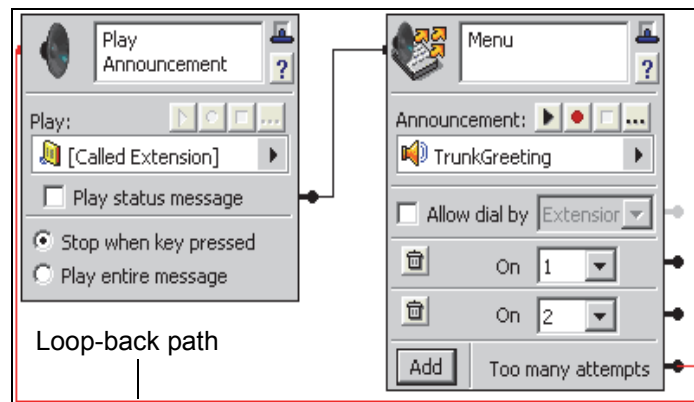 Play
Announcement
?
Play:
...
[Called Extension]
Play status message
Stop when key pressed
Play entire message
Loop-back path
Menu
?
Announcement:
...
TrunkGreeting
Allow dial by Extension
On 1
On 2
Add Too many attempts